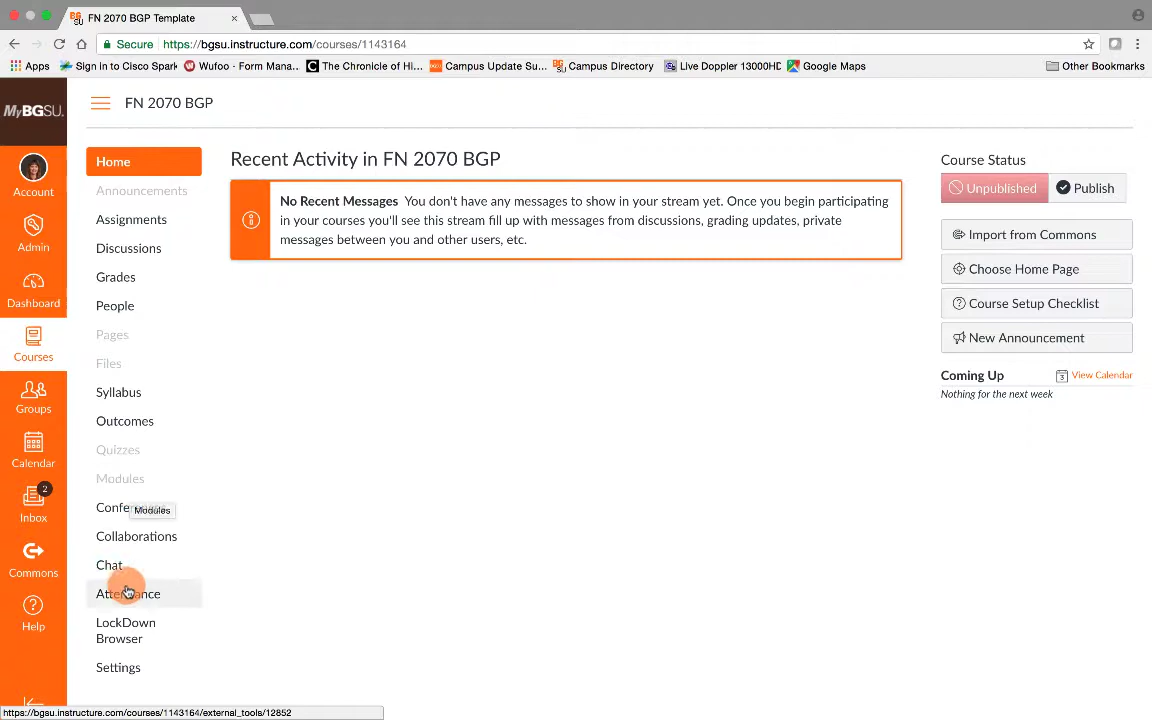 FN 2070 BGP Template
Secure https://bgsu.instructure.com/courses/1143164
Apps Sign in to Cisco Spark Wufoo - Form Mana... The Chronicle of Hi... Campus Update Su... Campus Directory Live Doppler 13000HD Google Maps Other Bookmarks
MyBGSU.
Account
Admin
Dashboard
Courses
Groups
Calendar
2
Inbox
Commons
Help
FN 2070 BGP
Home
Announcements
Assignments
Discussions
Grades
People
Pages
Files
Syllabus
Outcomes
Quizzes
Modules
Modules
Collaborations
Chat
Attendance
LockDown
Browser
Settings
Recent Activity in FN 2070 BGP
No Recent Messages You don't have any messages to show in your stream yet. Once you begin participating
in your courses you'll see this stream fill up with messages from discussions, grading updates, private
messages between you and other users, etc.
Course Status
Unpublished Publish
Import from Commons
Choose Home Page
Course Setup Checklist
New Announcement
Coming Up View Calendar
Nothing for the next week
https://bgsu.instructure.com/courses/1143164/external_tools/12852